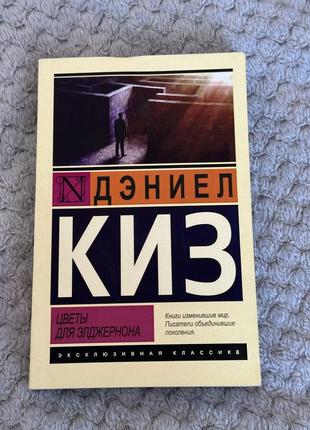 ДЭНИЕЛ
КИЗ
ЦВЕТЫ
ДЛЯ ЭЛДЖЕРНОНА
Книги изменившие мир.
Писатели объединившие
поколения.
ЭКСКЛЮЗИВНАЯ КЛАССИКА